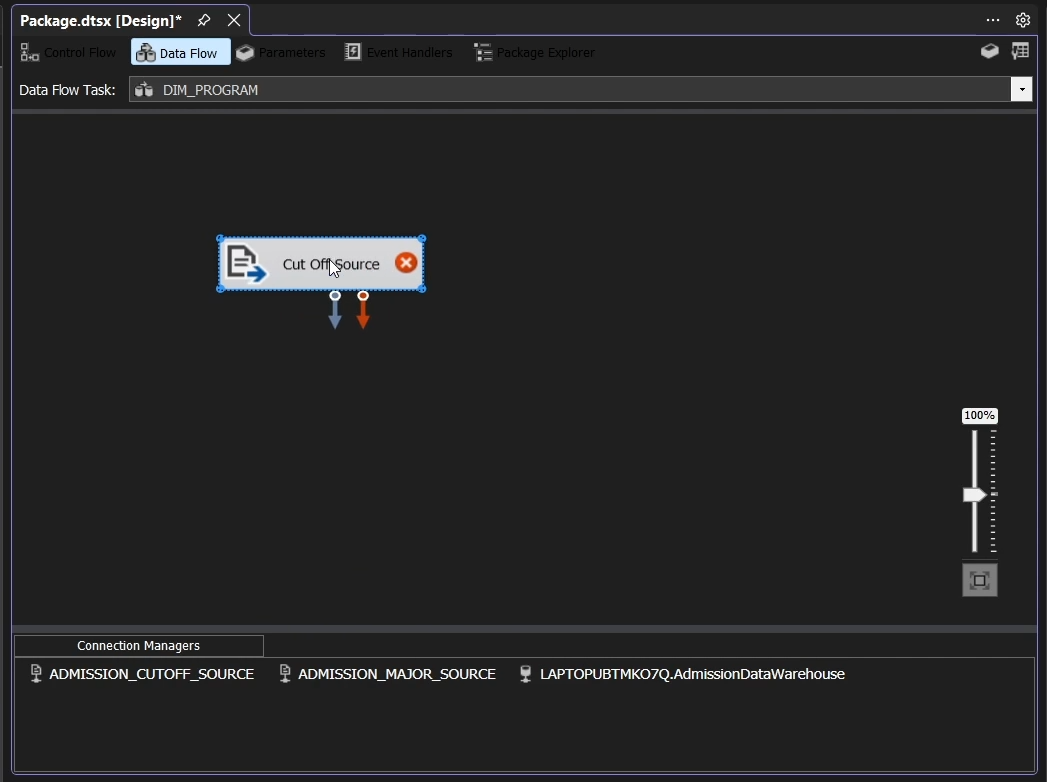 Package.dtsx [Design]*
Control Flow Data Flow Parameters Event Handlers Package Explorer
Data Flow Task: DIM_PROGRAM
Cut Off Source
100%
Connection Managers
ADMISSION_CUTOFF_SOURCE ADMISSION_MAJOR_SOURCE LAPTOPUBTMKO7Q.AdmissionDataWarehouse